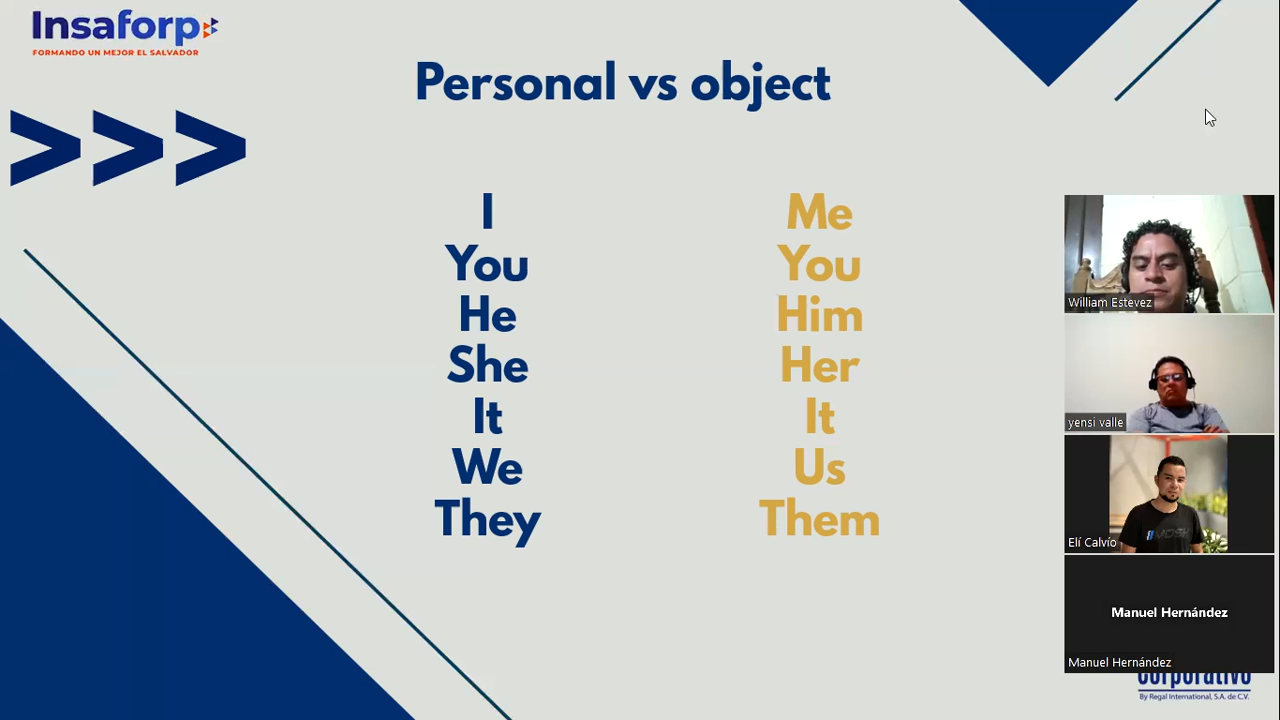 Insaforp
FORMANDO UN MEJOR EL SALVADOR
Personal vs object
>>>
I Me
You You
He Him
She Her
It It
We Us
They Them
William Estevez
yensi valle
Elí Calvío
Manuel Hernández
Manuel Hernández
corporativo
By Regal International, S.A. de C.V.